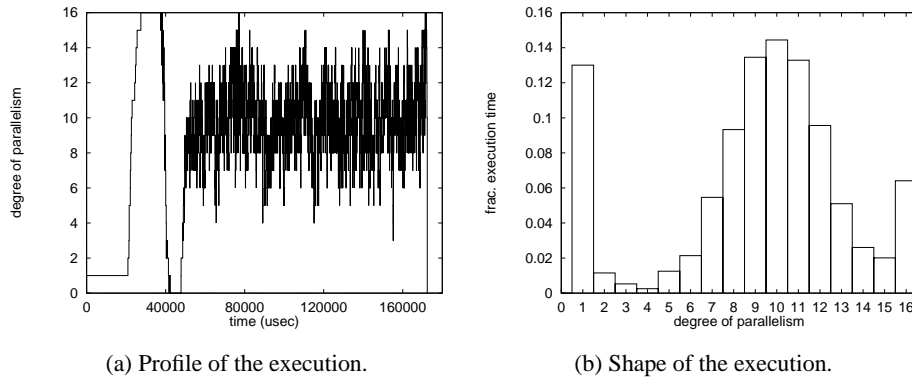 16
14
12
10
8
6
4
2
0
degree of parallelism
0 40000 80000 120000 160000
time (usec)
(a) Profile of the execution.
0.16
0.14
0.12
0.1
0.08
0.06
0.04
0.02
0
frac. execution time
0 1 2 3 4 5 6 7 8 9 10 11 12 13 14 15 16
degree of parallelism
(b) Shape of the execution.